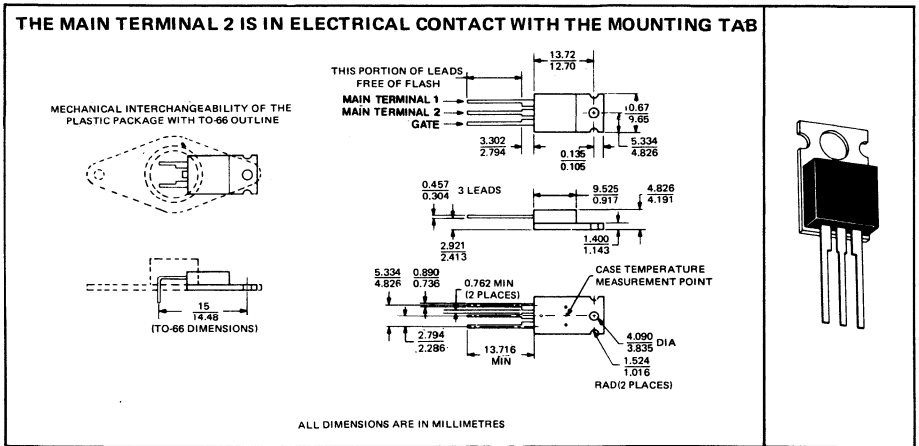 THE MAIN TERMINAL 2 IS IN ELECTRICAL CONTACT WITH THE MOUNTING TAB
MECHANICAL INTERCHANGEABILITY OF THE
PLASTIC PACKAGE WITH TO-66 OUTLINE
15
14.48
(TO-66 DIMENSIONS)
13.72
12.70
THIS PORTION OF LEADS
FREE OF FLASH
MAIN TERMINAL 1
MAIN TERMINAL 2
GATE
10.67
9.65
3.302
2.794
0.135
0.105
5.334
4.826
0.457
0.304
3 LEADS
9.525
0.917
4.826
4.191
2.921
2.413
1.400
1.143
5.334
4.826
0.890
0.736
0.762 MIN
(2 PLACES)
CASE TEMPERATURE
MEASUREMENT POINT
2.794
2.286
13.716
MIN
4.090
3.835
DIA
1.524
1.016
RAD(2 PLACES)
ALL DIMENSIONS ARE IN MILLIMETRES